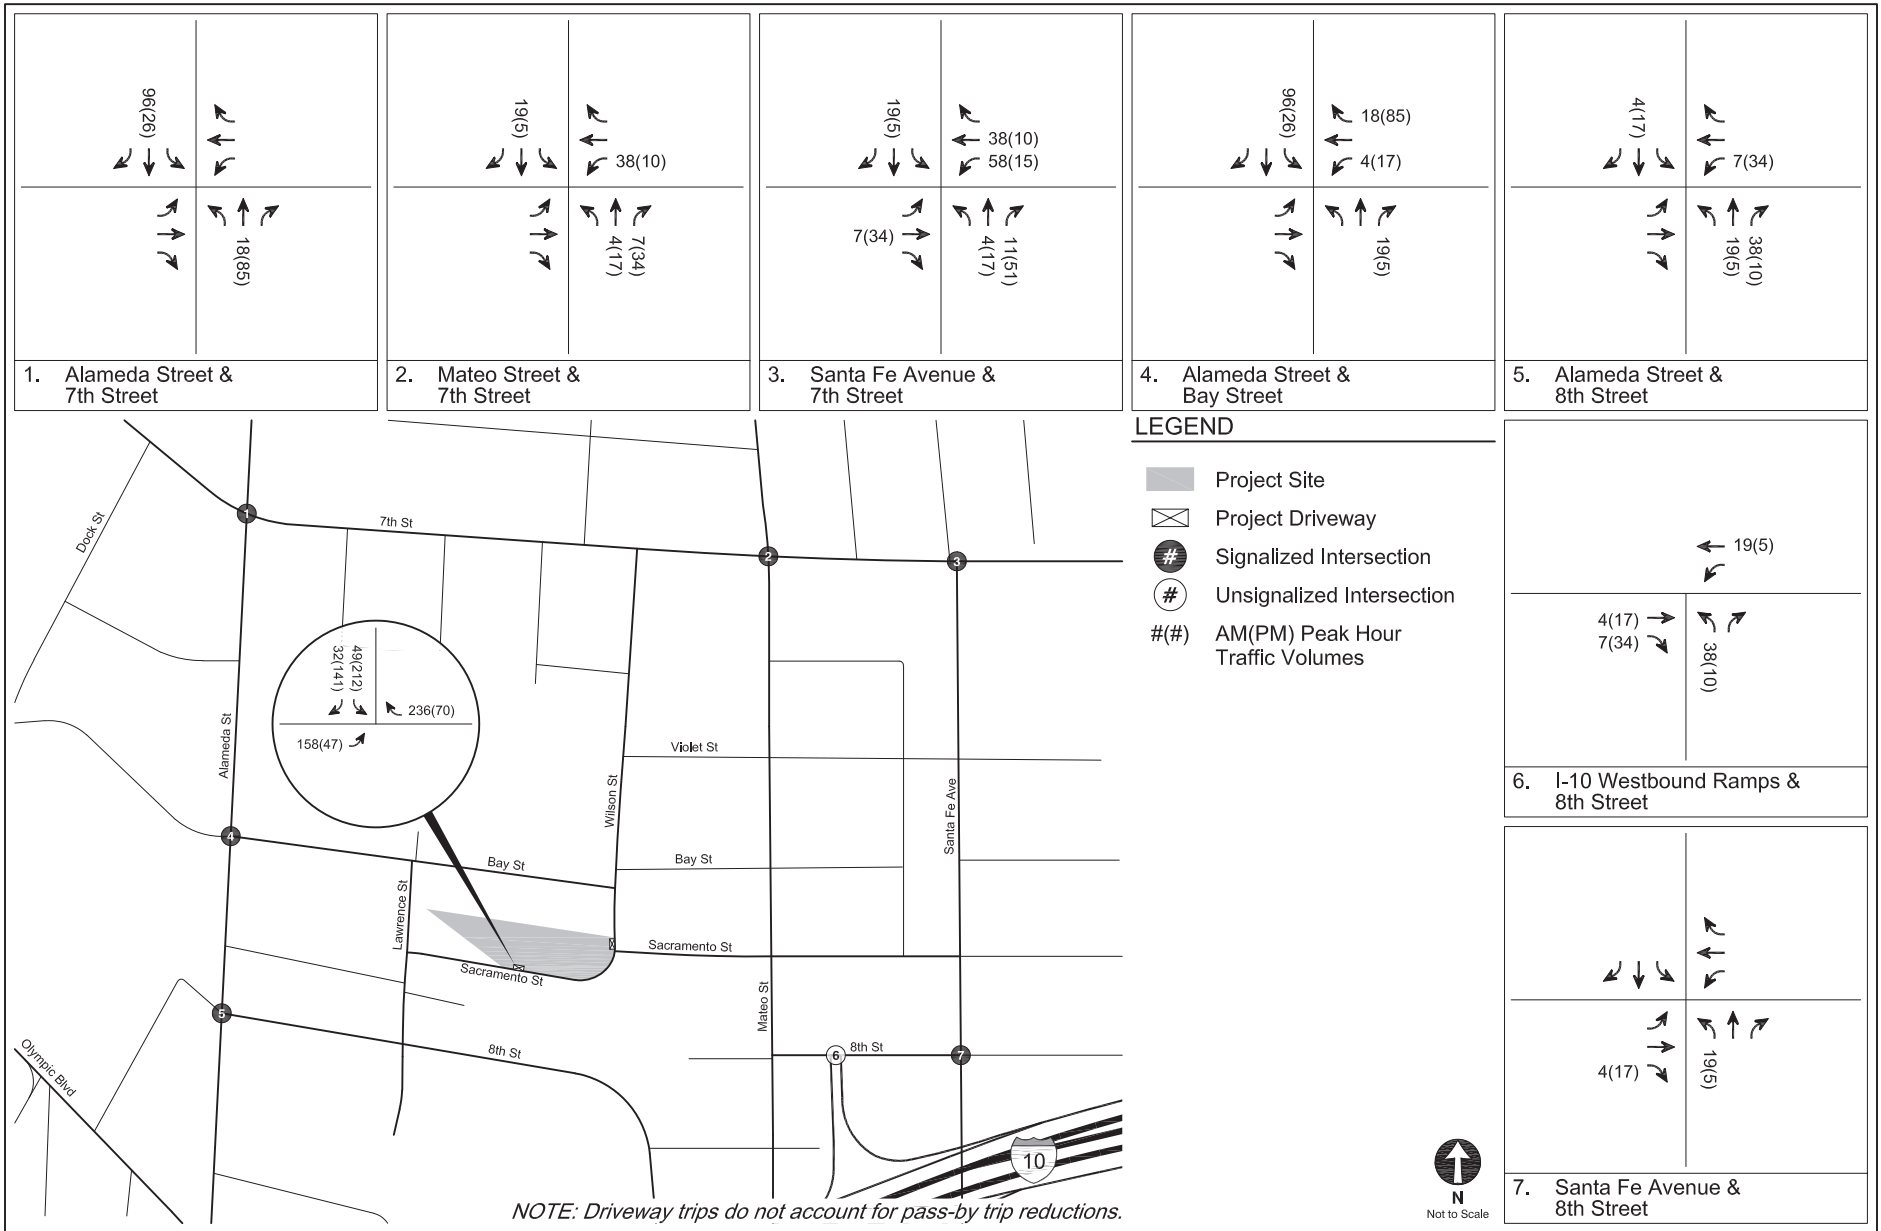 96(26)
18(85)
1. Alameda Street &
7th Street
19(5)
38(10)
4(17)
7(34)
2. Mateo Street &
7th Street
19(5)
38(10)
58(15)
7(34)
4(17)
11(51)
3. Santa Fe Avenue &
7th Street
96(26)
18(85)
4(17)
19(5)
4. Alameda Street &
Bay Street
4(17)
7(34)
19(5)
38(10)
5. Alameda Street &
8th Street
LEGEND
Project Site
Project Driveway
# Signalized Intersection
# Unsignalized Intersection
#(#) AM(PM) Peak Hour
Traffic Volumes
19(5)
4(17)
7(34)
38(10)
6. I-10 Westbound Ramps &
8th Street
4(17)
19(5)
7. Santa Fe Avenue &
8th Street
1
7th St
2
3
Dock St
32(141)
49(212)
236(70)
158(47)
Alameda St
Violet St
Wilson St
Santa Fe Ave
4
Bay St
Bay St
Lawrence St
Sacramento St
Sacramento St
Mateo St
5
8th St
6
8th St
7
Olympic Blvd
10
N
Not to Scale
NOTE: Driveway trips do not account for pass-by trip reductions.